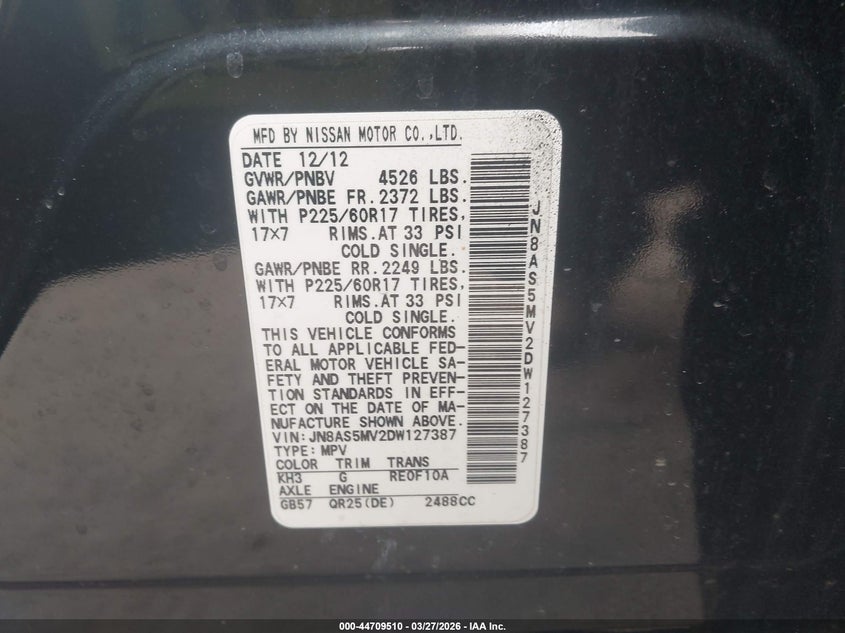 MFD BY NISSAN MOTOR CO.,LTD.
DATE 12/12
GVWR/PNBV 4526 LBS.
GAWR/PNBE FR. 2372 LBS.
WITH P225/60R17 TIRES,
17×7 RIMS.AT 33 PSI
COLD SINGLE.
GAWR/PNBE RR. 2249 LBS.
WITH P225/60R17 TIRES,
17×7 RIMS.AT 33 PSI
COLD SINGLE.
THIS VEHICLE CONFORMS
TO ALL APPLICABLE FED-
ERAL MOTOR VEHICLE SA-
FETY AND THEFT PREVEN-
TION STANDARDS IN EFF-
ECT ON THE DATE OF MA-
NUFACTURE SHOWN ABOVE.
VIN:JN8AS5MV2DW127387
TYPE:MPV
COLOR TRIM TRANS
KH3 G RE0F10A
AXLE ENGINE
GB57 QR25(DE) 2488CC
JN8AS5MV2DW127387
000-44709510 | 03/27/2026 | IAA Inc.